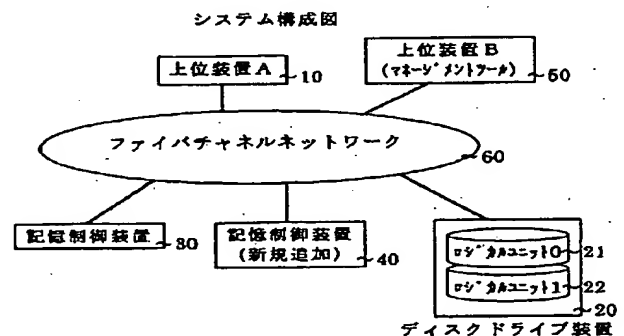 システム構成図
上位装置A
10
上位装置B
(マネージメントツール)
50
ファイバチャネルネットワーク
60
記憶制御装置
30
記憶制御装置
(新規追加)
40
ロジカルユニット0
21
ロジカルユニット1
22
20
ディスクドライブ装置